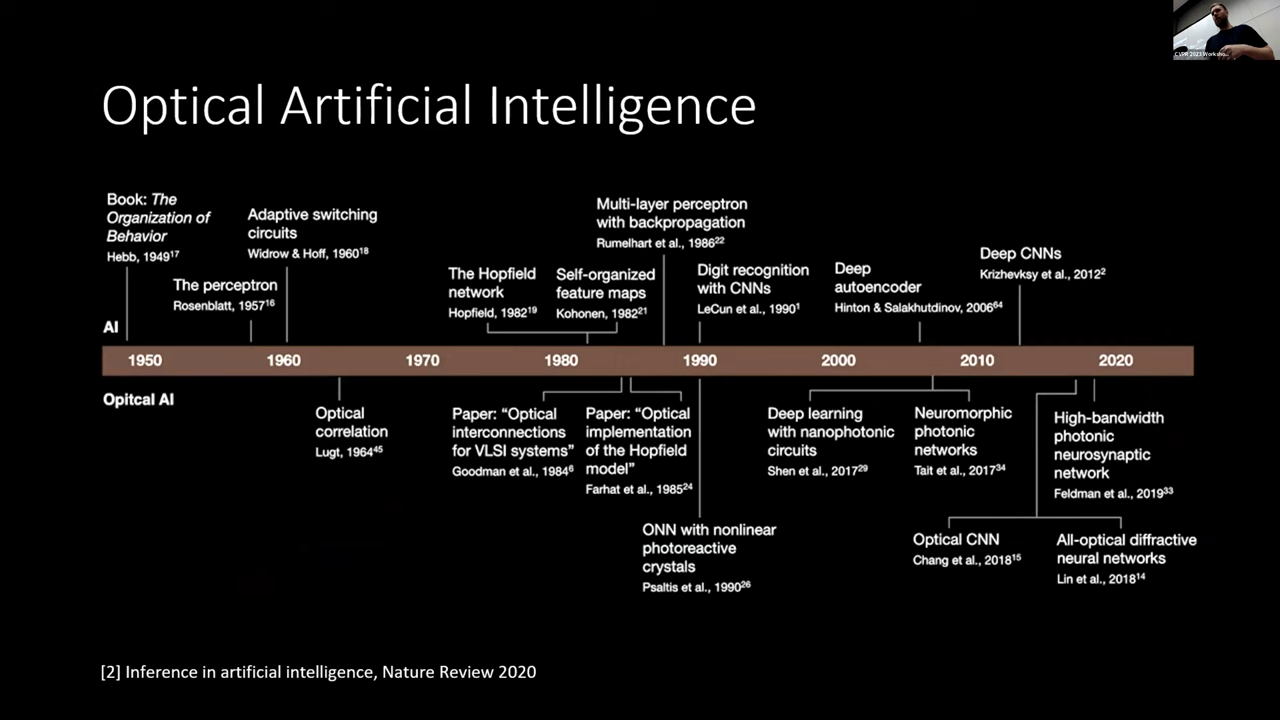 CVPR 2023 Worksho...
Optical Artificial Intelligence
Book: The
Organization of
Behavior
Hebb, 1949¹⁷
The perceptron
Rosenblatt, 1957¹⁶
Adaptive switching
circuits
Widrow & Hoff, 1960¹⁸
The Hopfield
network
Hopfield, 1982¹⁹
Self-organized
feature maps
Kohonen, 1982²¹
Multi-layer perceptron
with backpropagation
Rumelhart et al., 1986²²
Digit recognition
with CNNs
LeCun et al., 1990¹
Deep
autoencoder
Hinton & Salakhutdinov, 2006⁶⁴
Deep CNNs
Krizhevksy et al., 2012²
AI
1950 1960 1970 1980 1990 2000 2010 2020
Opitcal AI
Optical
correlation
Lugt, 1964⁴⁵
Paper: “Optical
interconnections
for VLSI systems”
Goodman et al., 1984⁶
Paper: “Optical
implementation
of the Hopfield
model”
Farhat et al., 1985²⁴
ONN with nonlinear
photoreactive
crystals
Psaltis et al., 1990²⁶
Deep learning
with nanophotonic
circuits
Shen et al., 2017²⁹
Neuromorphic
photonic
networks
Tait et al., 2017³⁴
High-bandwidth
photonic
neurosynaptic
network
Feldman et al., 2019³³
Optical CNN
Chang et al., 2018¹⁵
All-optical diffractive
neural networks
Lin et al., 2018¹⁴
[2] Inference in artificial intelligence, Nature Review 2020